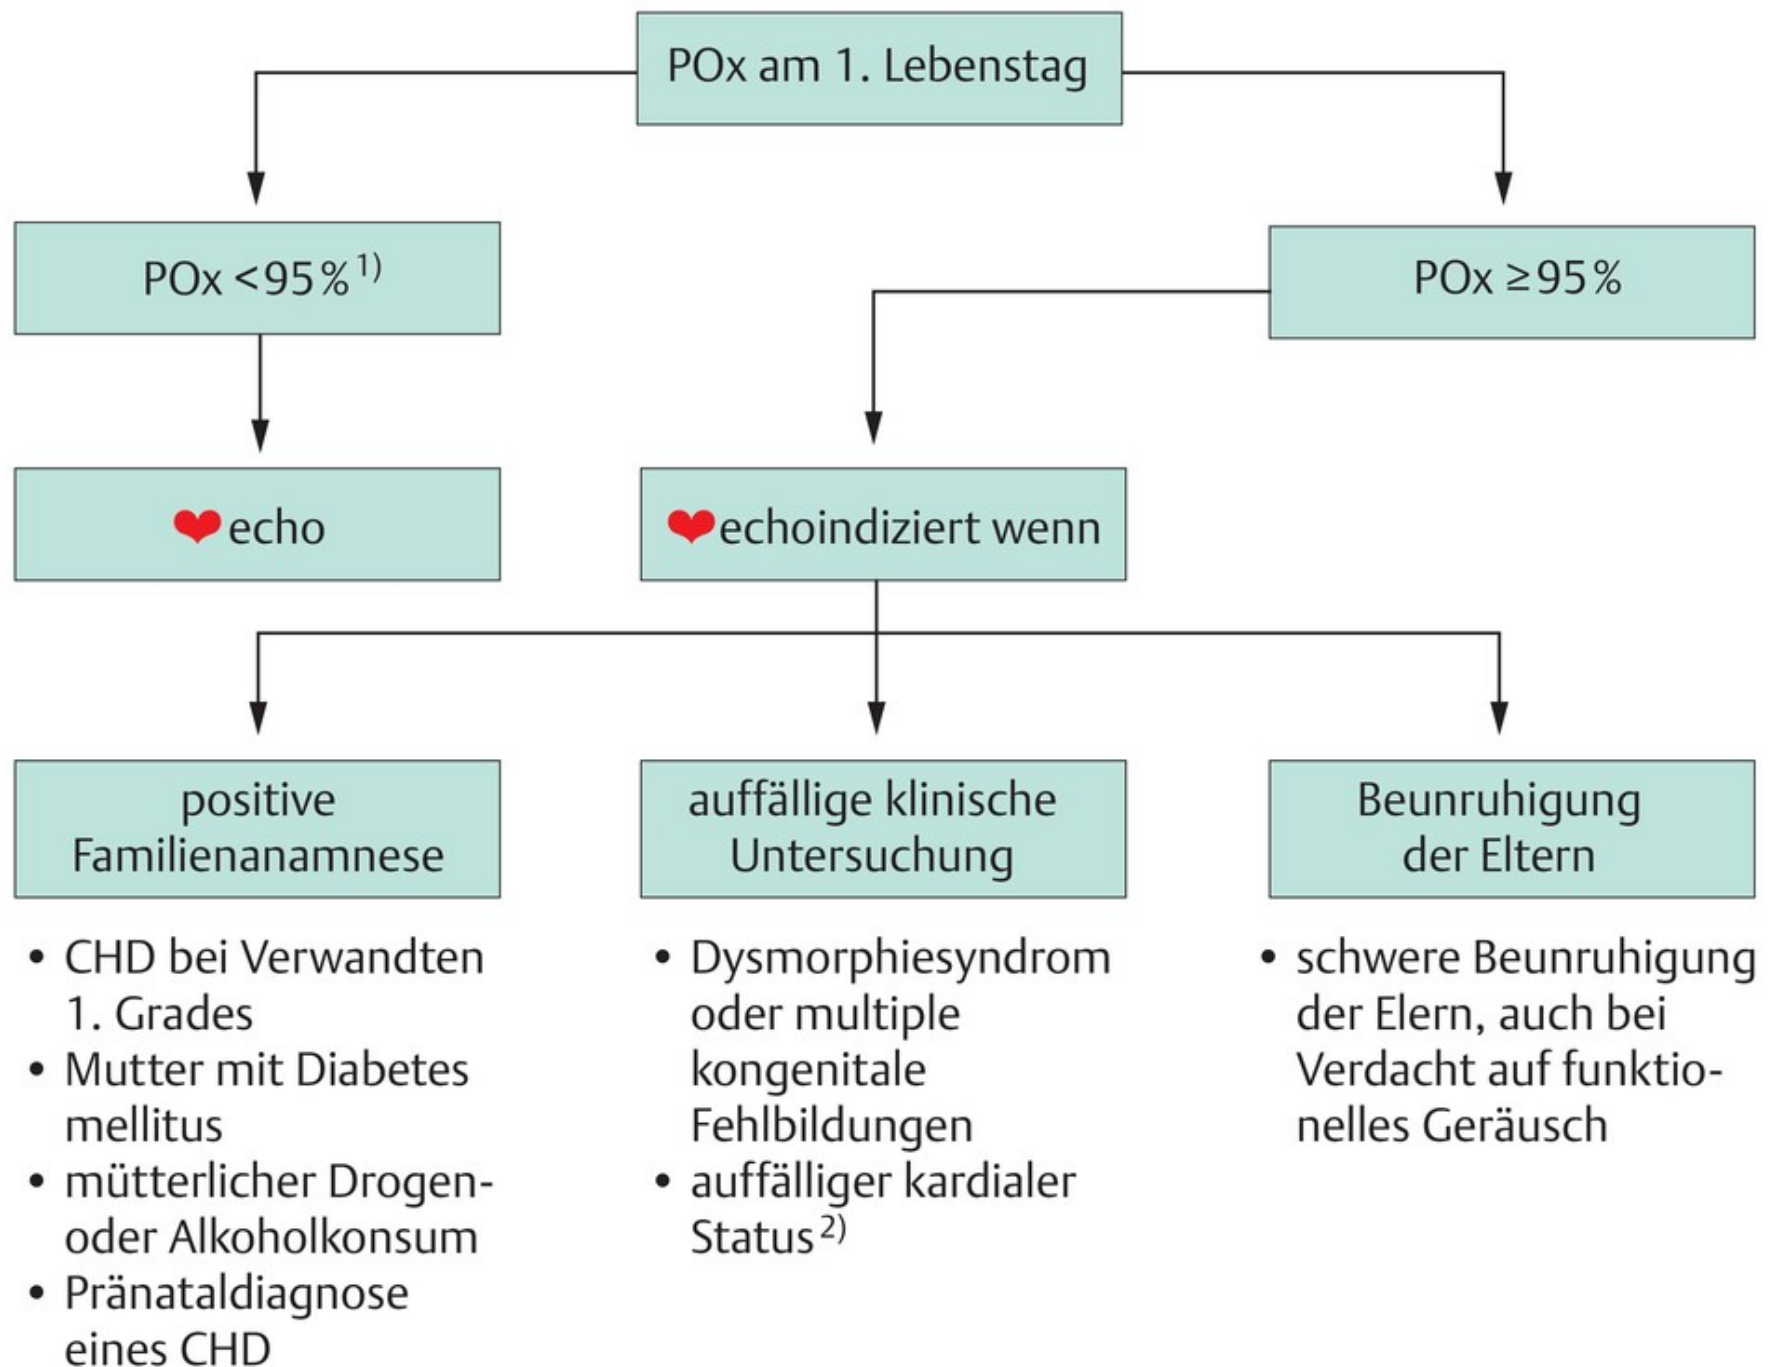 POx am 1. Lebenstag
POx <95%1)
POx ≥95%
❤echo
❤echoindiziert wenn
positive
Familienanamnese
auffällige klinische
Untersuchung
Beunruhigung
der Eltern
• CHD bei Verwandten
1. Grades
• Mutter mit Diabetes
mellitus
• mütterlicher Drogen-
oder Alkoholkonsum
• Pränataldiagnose
eines CHD
• Dysmorphiesyndrom
oder multiple
kongenitale
Fehlbildungen
• auffälliger kardialer
Status2)
• schwere Beunruhigung
der Elern, auch bei
Verdacht auf funktio-
nelles Geräusch